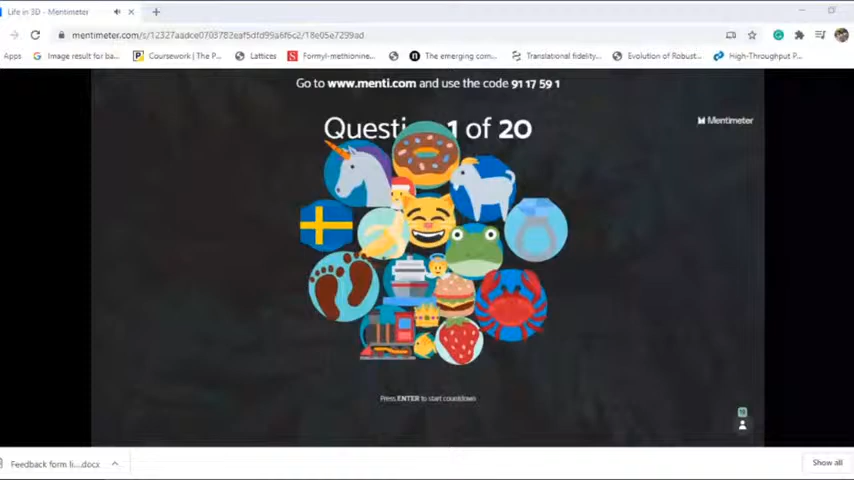 Life in 3D - Mentimeter
mentimeter.com/s/12327aadce0703782eaf5dfd99a6f6c2/18e05e7299ad
Apps
Image result for ba...
Coursework | The P...
Lattices
Formyl-methionine...
The emerging com...
Translational fidelity...
Evolution of Robust...
High-Throughput P...
Go to www.menti.com and use the code 91 17 59 1
Mentimeter
Questi 1 of 20
Press ENTER to start countdown
Feedback form li....docx
Show all